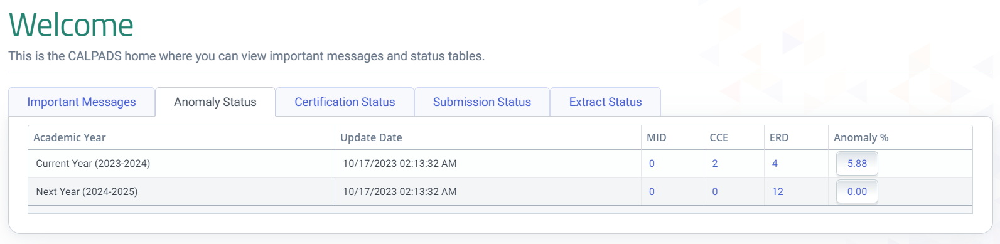 Welcome
This is the CALPADS home where you can view important messages and status tables.
Important Messages Anomaly Status Certification Status Submission Status Extract Status
Academic Year Update Date MID CCE ERD Anomaly %
Current Year (2023-2024) 10/17/2023 02:13:32 AM 0 2 4 5.88
Next Year (2024-2025) 10/17/2023 02:13:32 AM 0 0 12 0.00